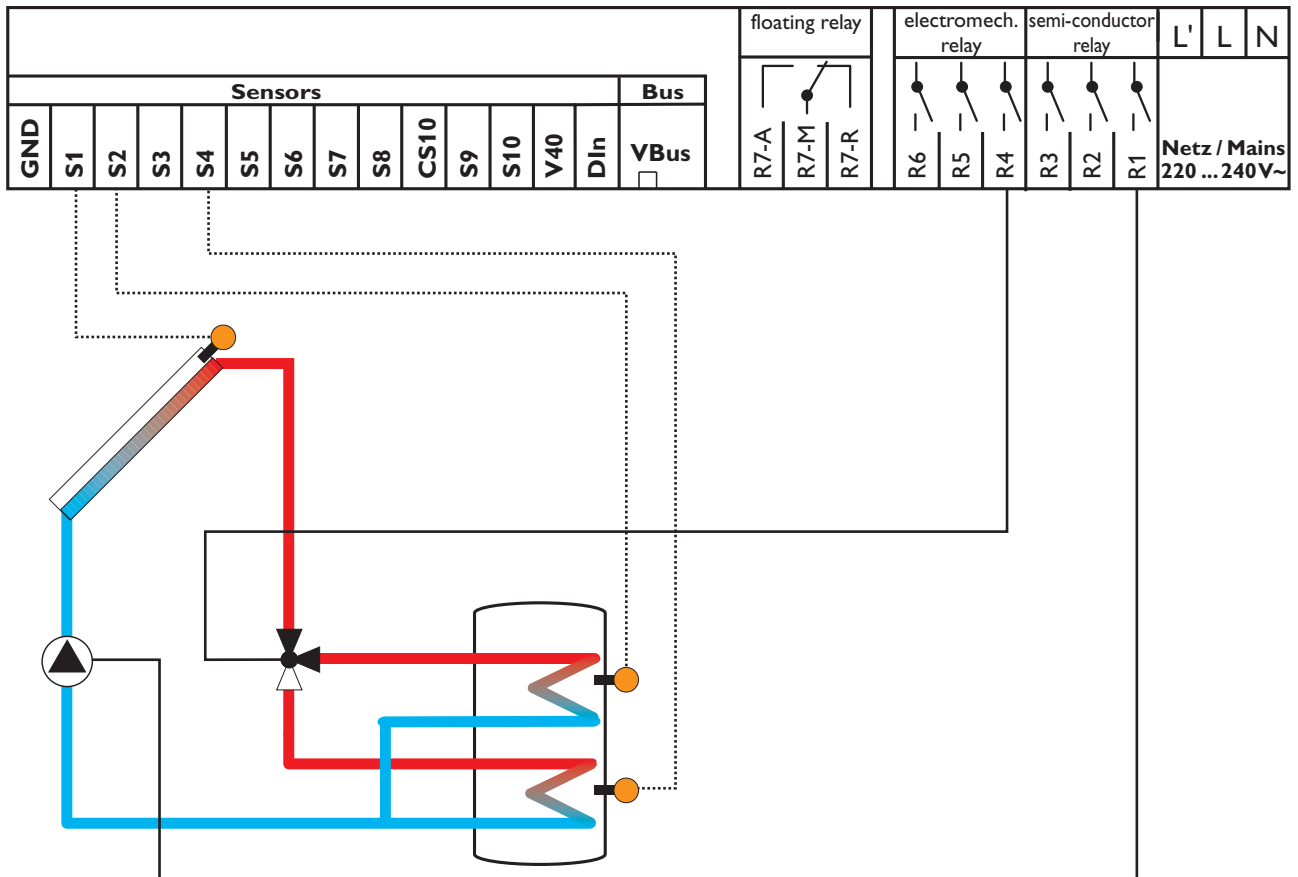 floating relay
electromech. relay
semi-conductor relay
L' L N
Sensors
Bus
GND
S1
S2
S3
S4
S5
S6
S7
S8
CS10
S9
S10
V40
DIn
VBus
R7-A
R7-M
R7-R
R6
R5
R4
R3
R2
R1
Netz / Mains
220 ... 240 V~